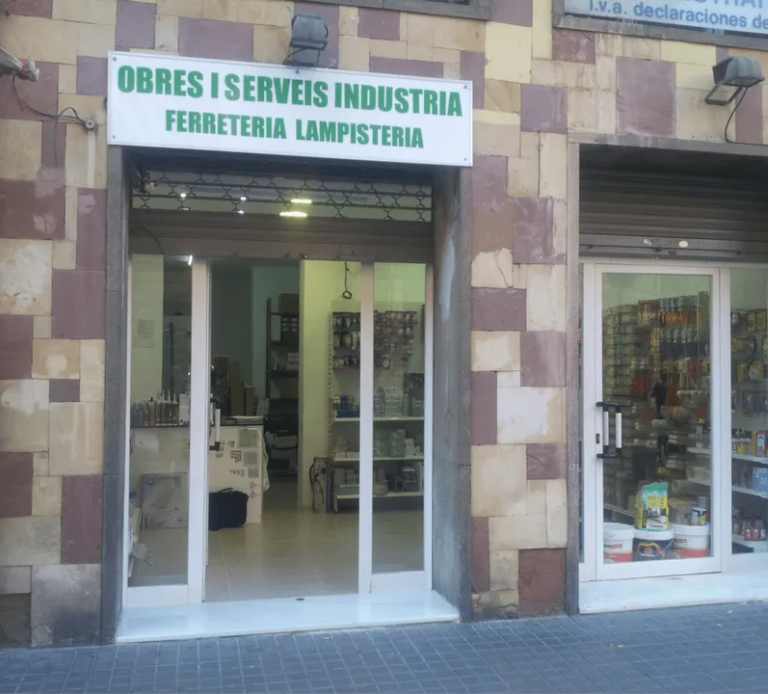 OBRES I SERVEIS INDUSTRIA
FERRETERIA LAMPISTERIA
i.v.a. declaraciones de